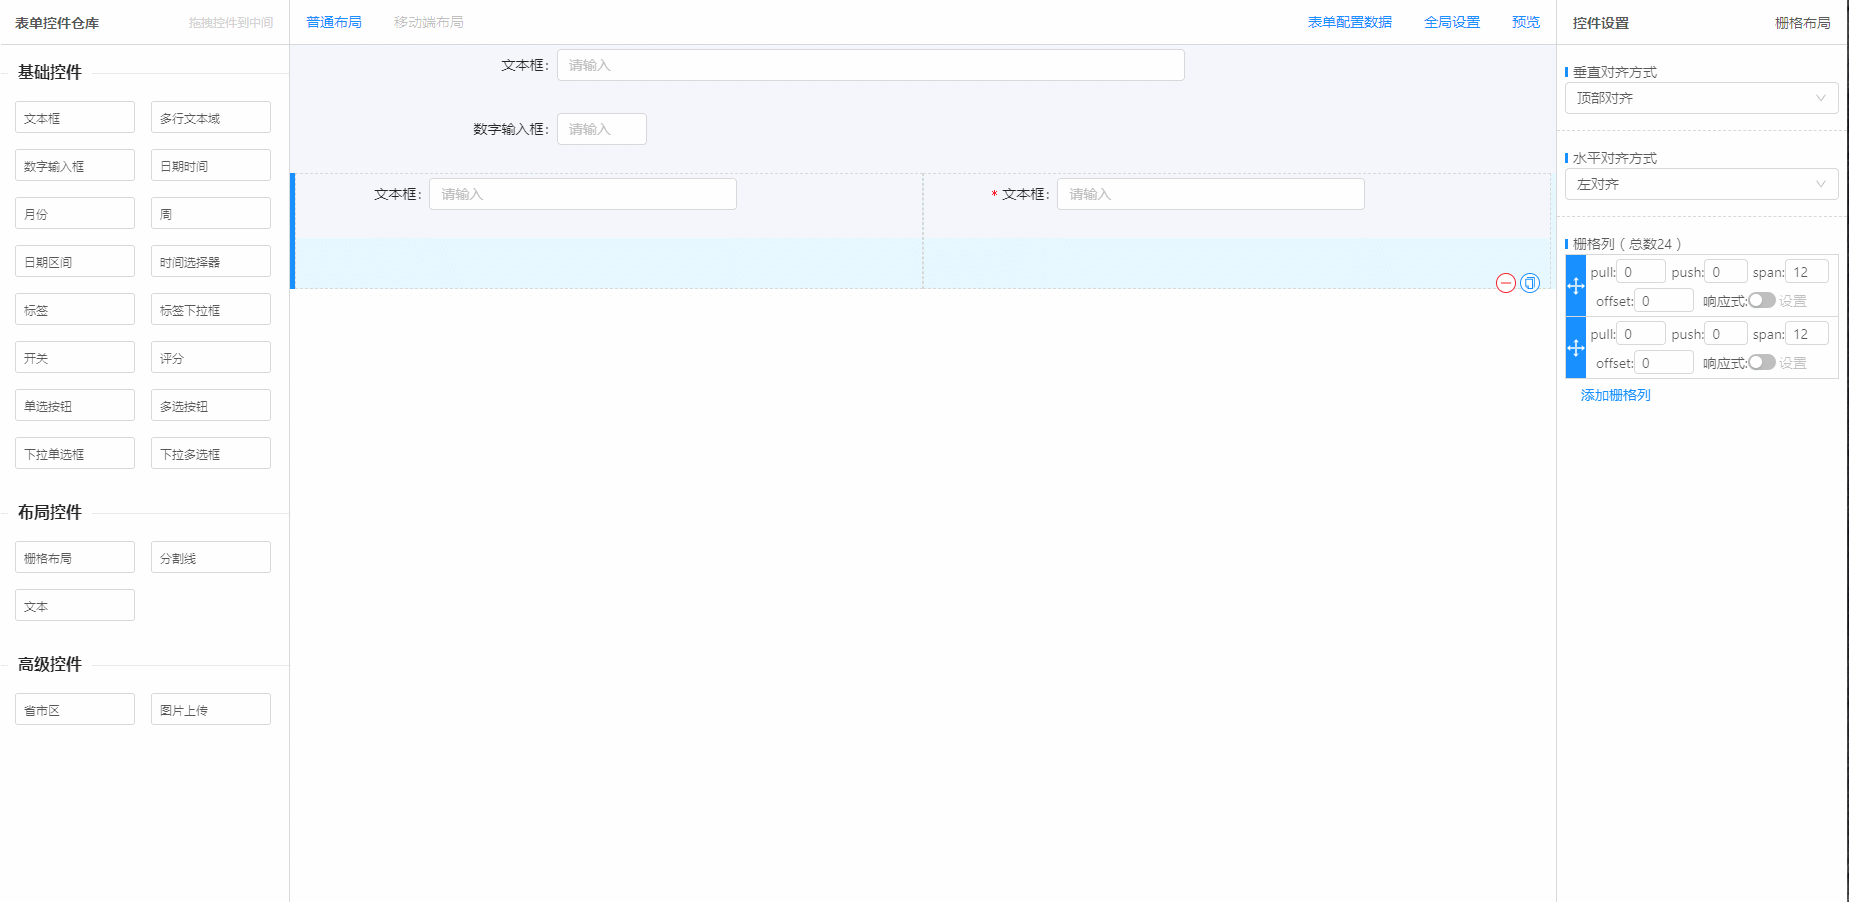 表单控件仓库 拖拽控件到中间
基础控件
文本框 多行文本域
数字输入框 日期时间
月份 周
日期区间 时间选择器
标签 标签下拉框
开关 评分
单选按钮 多选按钮
下拉单选框 下拉多选框
布局控件
栅格布局 分割线
文本
高级控件
省市区 图片上传
普通布局 移动端布局 表单配置数据 全局设置 预览
文本框: 请输入
数字输入框: 请输入
文本框: 请输入 * 文本框: 请输入
控件设置 栅格布局
垂直对齐方式
顶部对齐
水平对齐方式
左对齐
栅格列 ( 总数24 )
pull: 0 push: 0 span: 12
offset: 0 响应式: 设置
pull: 0 push: 0 span: 12
offset: 0 响应式: 设置
添加栅格列